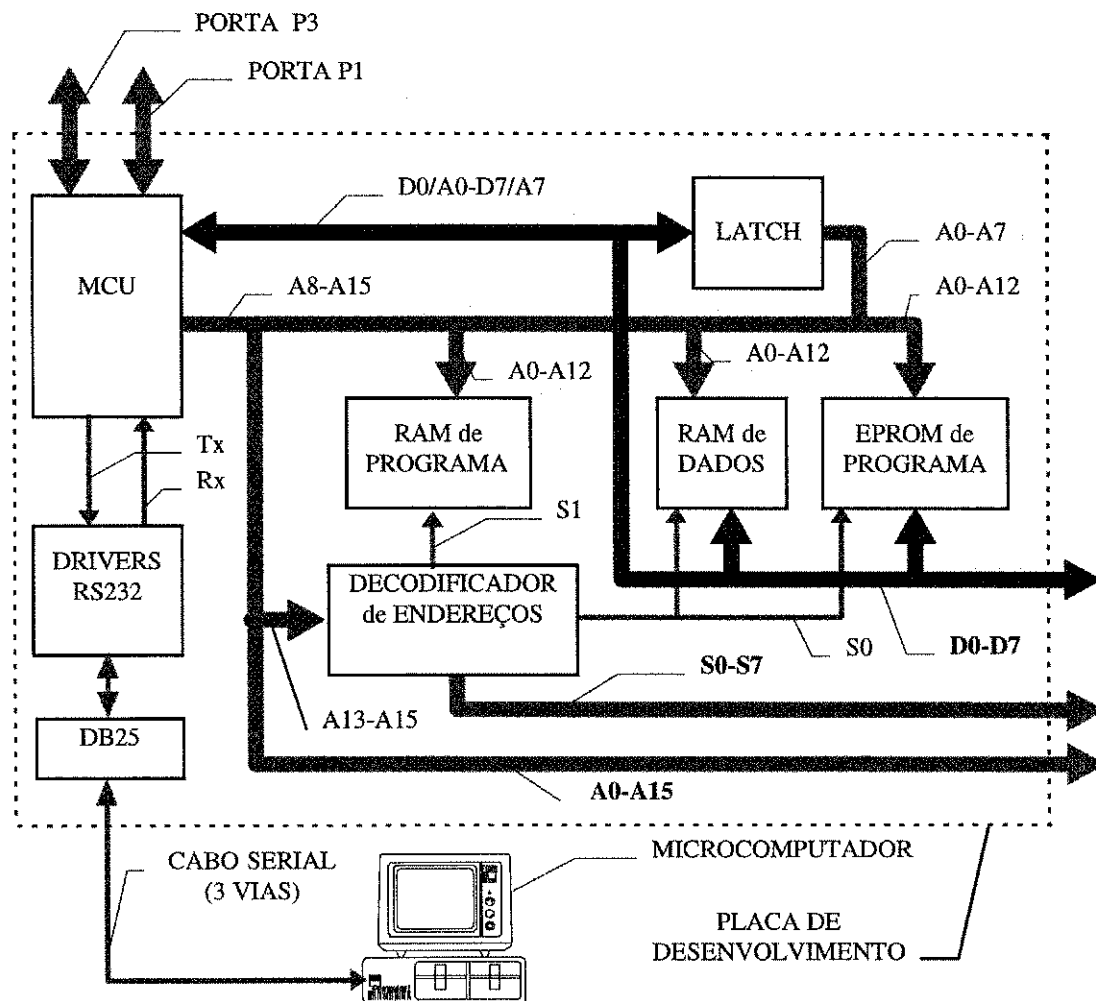 PORTA P3
PORTA P1
D0/A0-D7/A7
LATCH
A0-A7
MCU
A8-A15
A0-A12
A0-A12
A0-A12
RAM de
PROGRAMA
RAM de
DADOS
EPROM de
PROGRAMA
Tx
Rx
S1
DRIVERS
RS232
DECODIFICADOR
de ENDEREÇOS
S0
D0-D7
S0-S7
A13-A15
DB25
A0-A15
CABO SERIAL
(3 VIAS)
MICROCOMPUTADOR
PLACA DE
DESENVOLVIMENTO